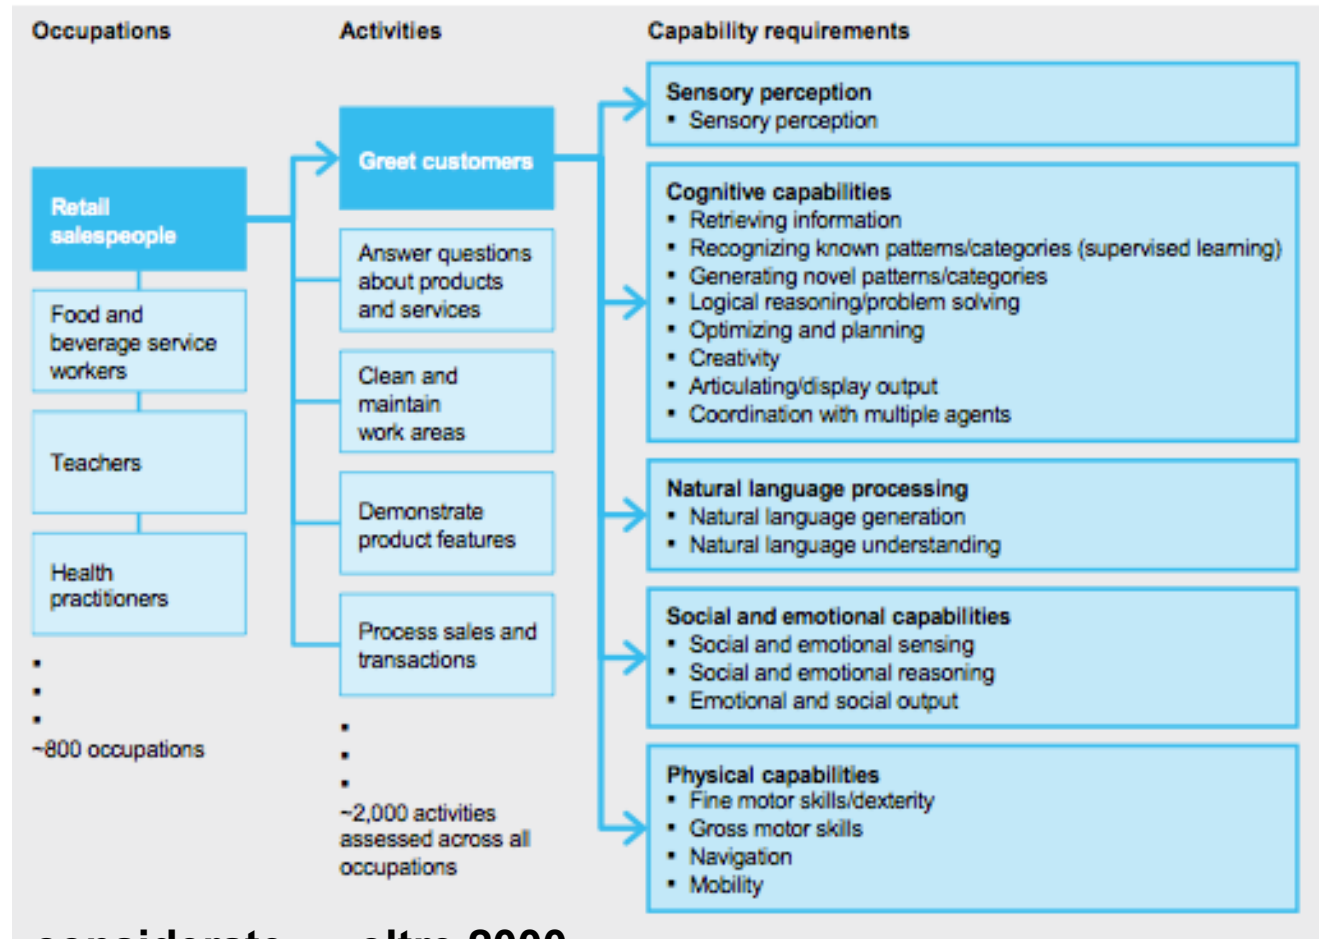 Occupations
Activities
Capability requirements
Retail
salespeople
Food and
beverage service
workers
Teachers
Health
practitioners
▪
▪
▪
~800 occupations
Greet customers
Answer questions
about products
and services
Clean and
maintain
work areas
Demonstrate
product features
Process sales and
transactions
▪
▪
▪
~2,000 activities
assessed across all
occupations
Sensory perception
▪ Sensory perception
Cognitive capabilities
▪ Retrieving information
▪ Recognizing known patterns/categories (supervised learning)
▪ Generating novel patterns/categories
▪ Logical reasoning/problem solving
▪ Optimizing and planning
▪ Creativity
▪ Articulating/display output
▪ Coordination with multiple agents
Natural language processing
▪ Natural language generation
▪ Natural language understanding
Social and emotional capabilities
▪ Social and emotional sensing
▪ Social and emotional reasoning
▪ Emotional and social output
Physical capabilities
▪ Fine motor skills/dexterity
▪ Gross motor skills
▪ Navigation
▪ Mobility